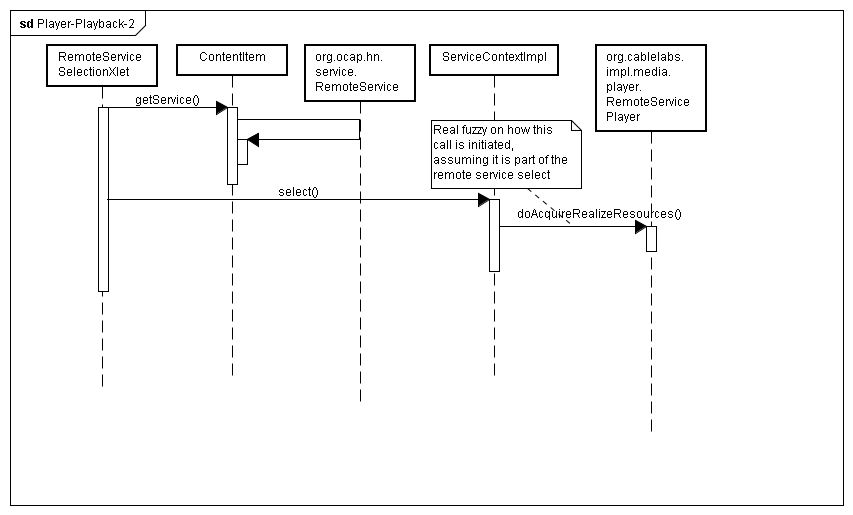 sd Player-Playback-2
RemoteService
SelectionXlet
ContentItem
org.ocap.hn.
service.
RemoteService
ServiceContextImpl
org.cablelabs.
impl.media.
player.
RemoteService
Player
getService()
Real fuzzy on how this
call is initiated,
assuming it is part of the
remote service select
select()
doAcquireRealizeResources()